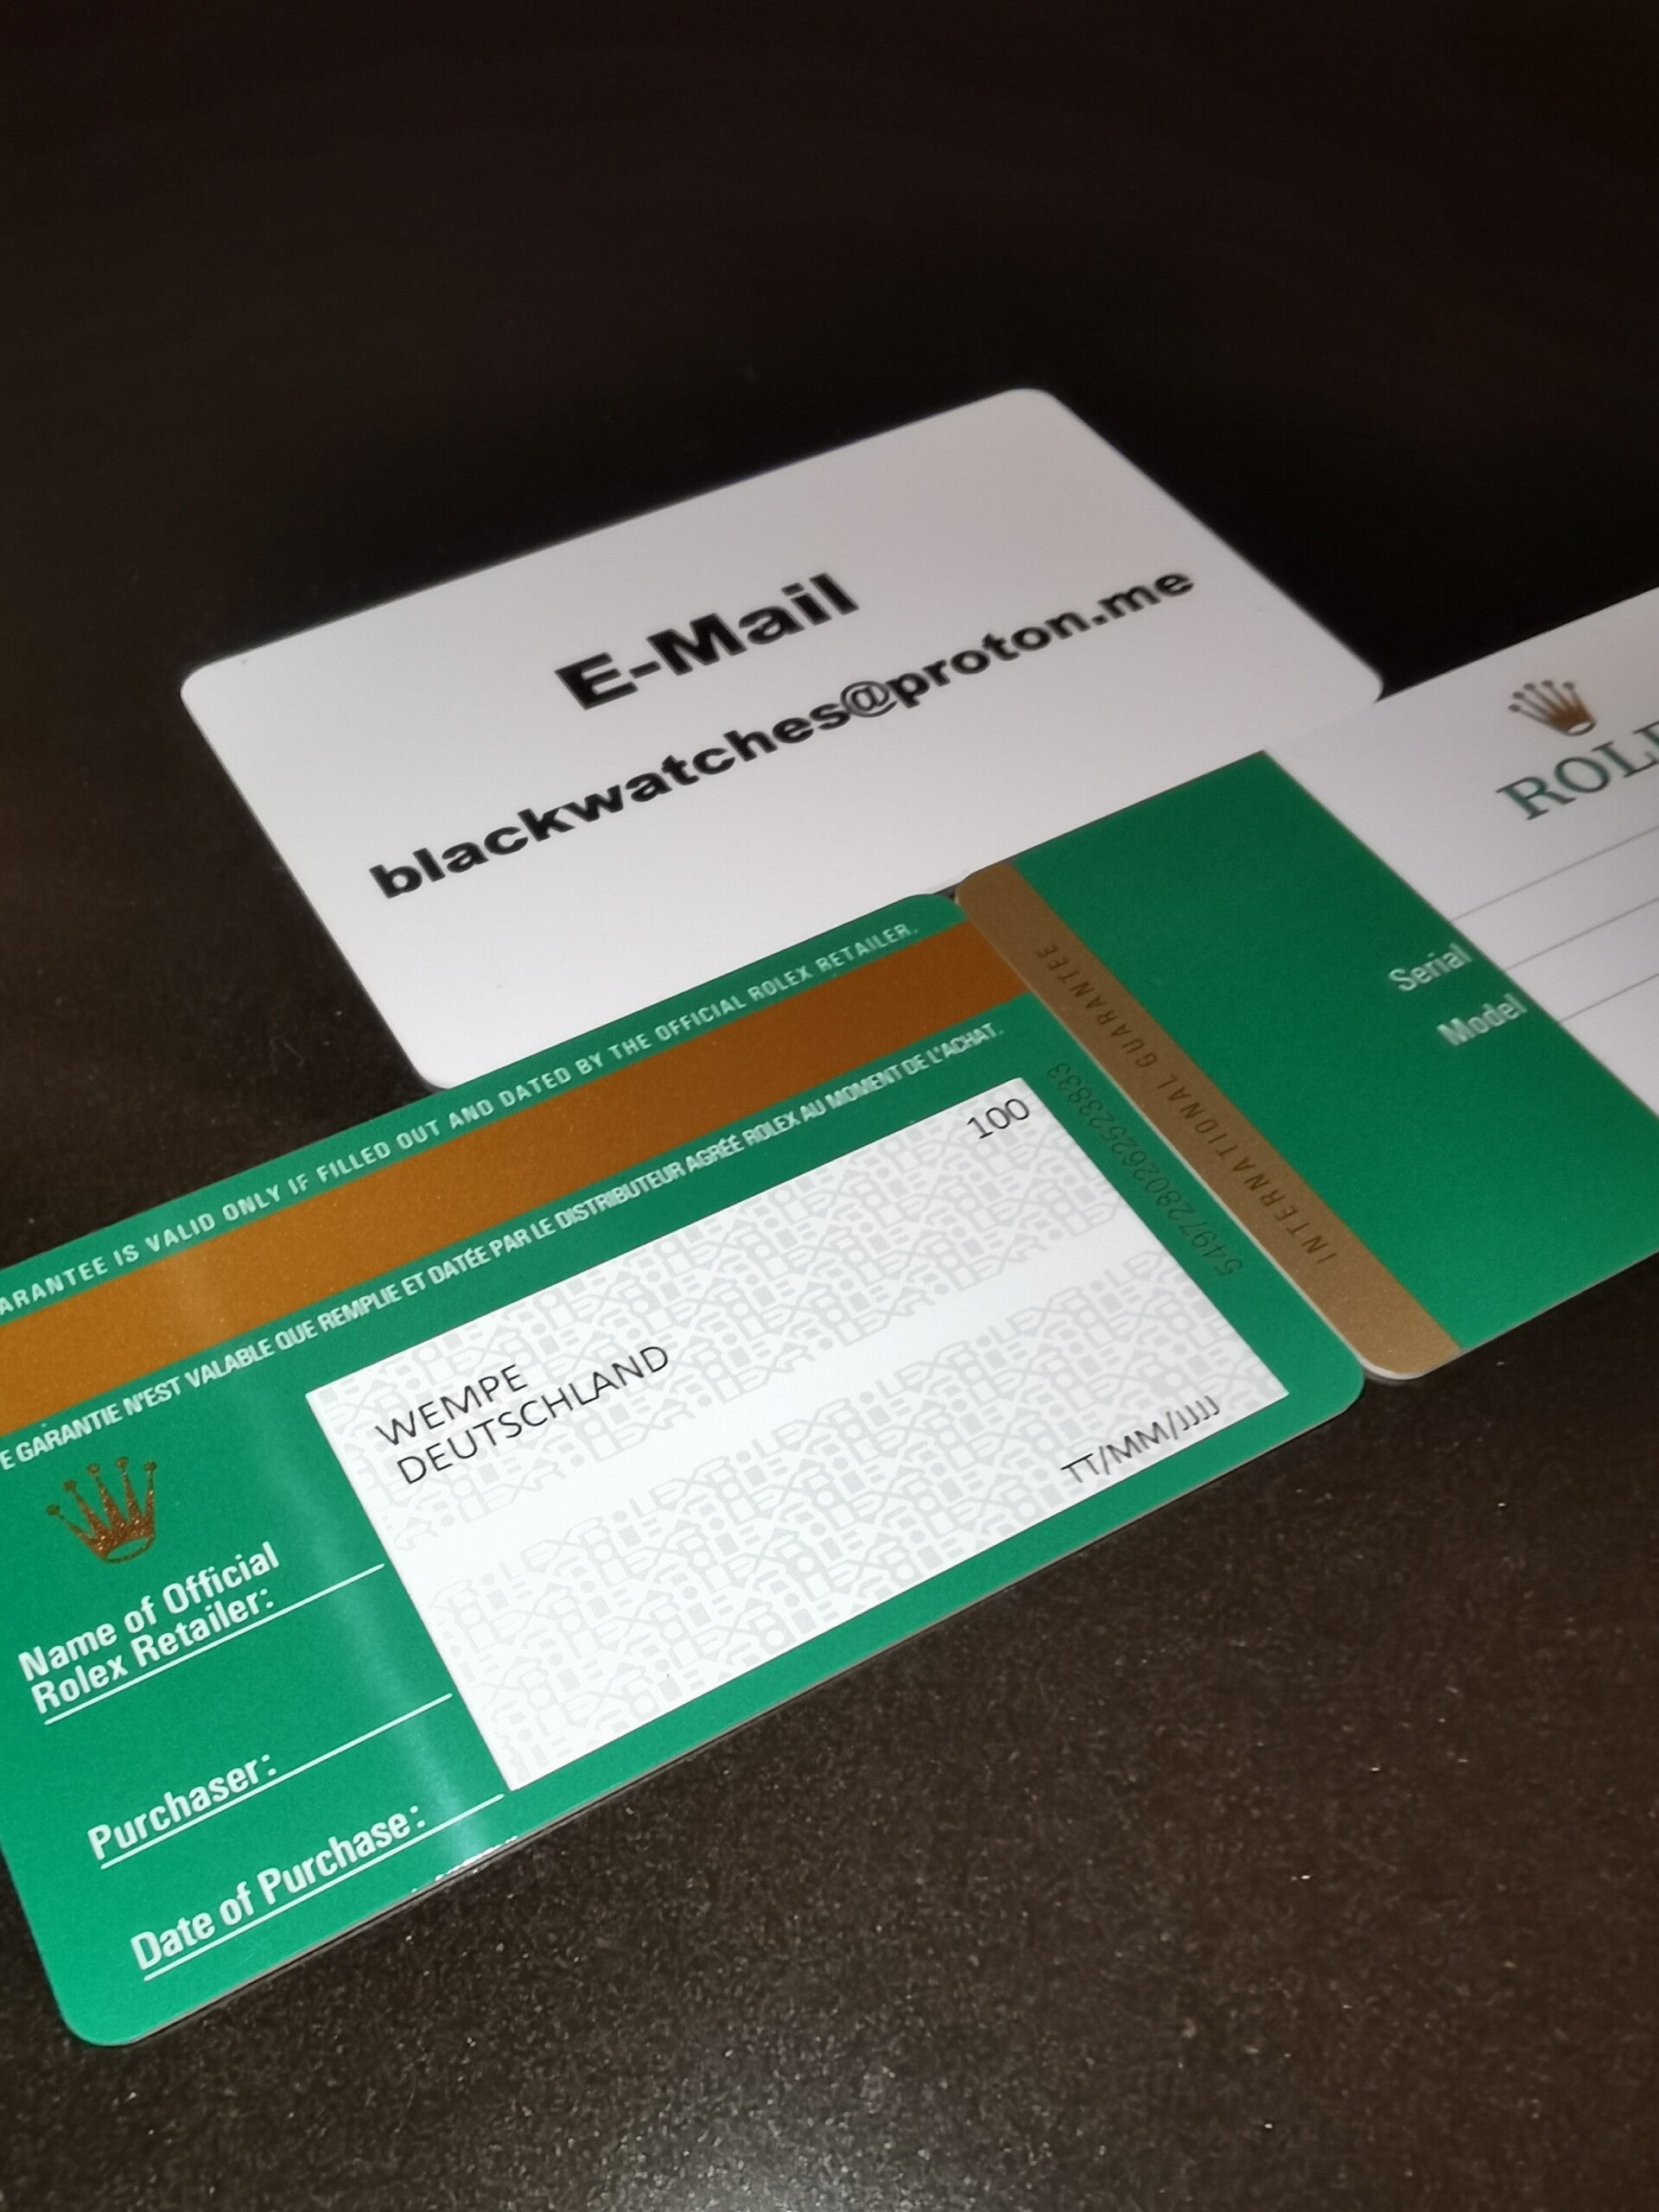 E-Mail
blackwatches@proton.me
ROLE
Serial
Model
INTERNATIONAL GUARANTEE
ARANTEE IS VALID ONLY IF FILLED OUT AND DATED BY THE OFFICIAL ROLEX RETAILER.
E GARANTIE N'EST VALABLE QUE REMPLIE ET DATÉE PAR LE DISTRIBUTEUR AGRÉÉ ROLEX AU MOMENT DE L'ACHAT.
100
WEMPE
DEUTSCHLAND
TT/MM/JJJJ
Name of Official
Rolex Retailer:
Purchaser:
Date of Purchase: